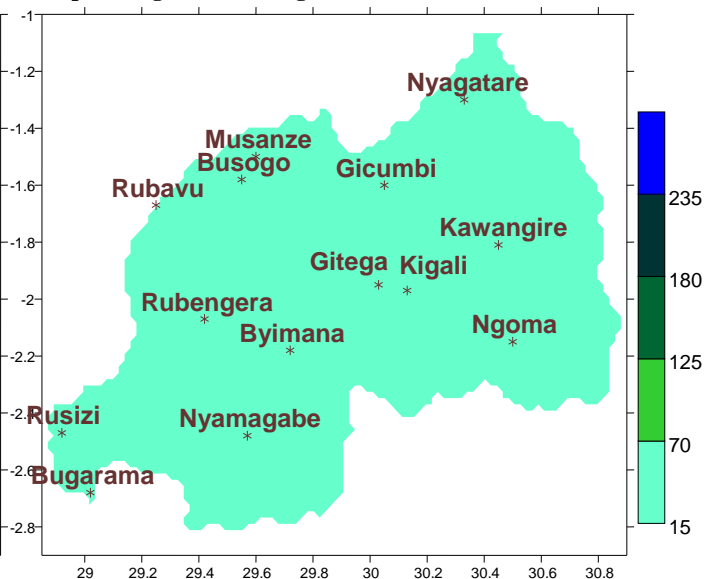 -1
-1.2
Nyagatare
-1.4
Musanze
Busogo
Gicumbi
-1.6
Rubavu
235
-1.8
Kawangire
Gitega
Kigali
180
-2
Rubengera
Ngoma
Byimana
-2.2
125
Rusizi
Nyamagabe
70
Bugarama
-2.8
15
29
29.2
29.4
29.6
29.8
30
30.2
30.4
30.6
30.8